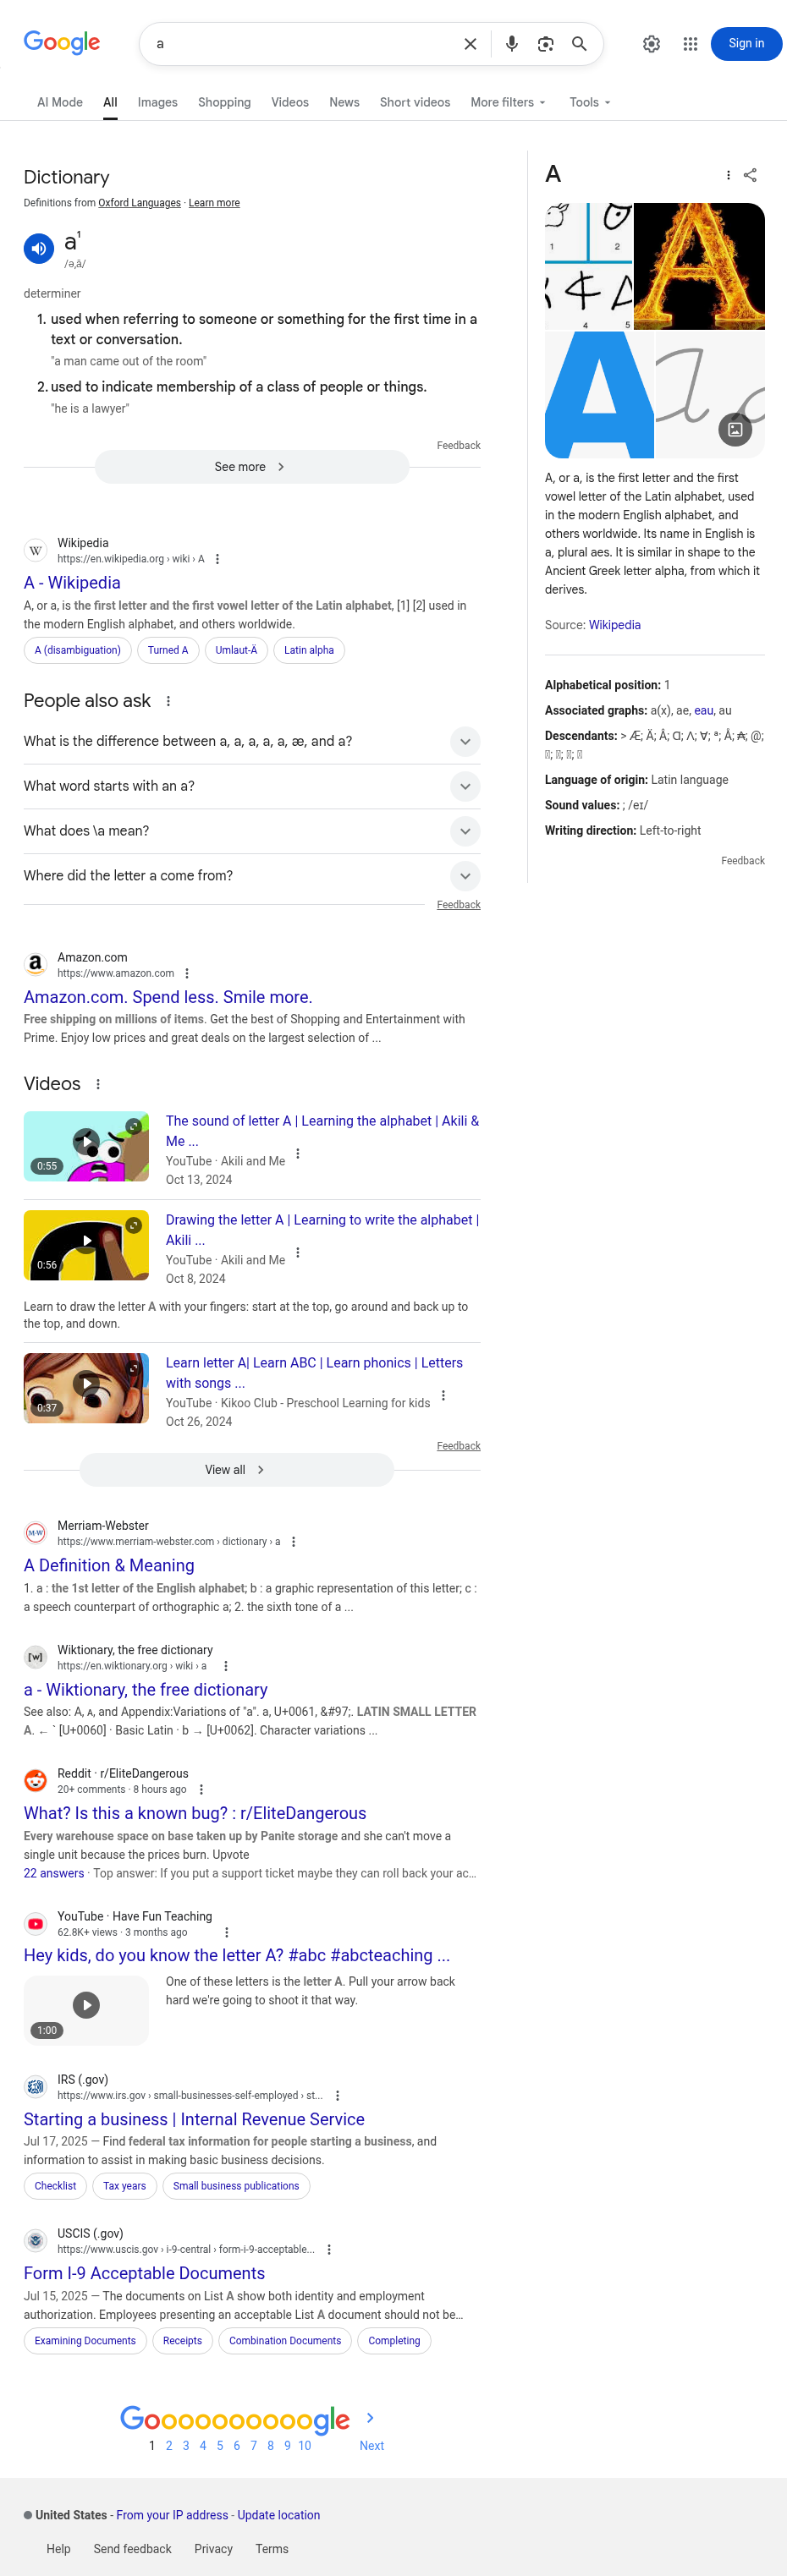 Google
a
Sign in
AI Mode
All
Images
Shopping
Videos
News
Short videos
More filters
Tools
Dictionary
Definitions from Oxford Languages · Learn more
a¹
/ə,ā/
determiner
1. used when referring to someone or something for the first time in a
text or conversation.
"a man came out of the room"
2. used to indicate membership of a class of people or things.
"he is a lawyer"
Feedback
See more
Wikipedia
https://en.wikipedia.org › wiki › A
A - Wikipedia
A, or a, is the first letter and the first vowel letter of the Latin alphabet, [1] [2] used in
the modern English alphabet, and others worldwide.
A (disambiguation)
Turned A
Umlaut-Ä
Latin alpha
People also ask
What is the difference between a, a, a, a, a, æ, and a?
What word starts with an a?
What does \a mean?
Where did the letter a come from?
Feedback
Amazon.com
https://www.amazon.com
Amazon.com. Spend less. Smile more.
Free shipping on millions of items. Get the best of Shopping and Entertainment with
Prime. Enjoy low prices and great deals on the largest selection of ...
Videos
0:55
The sound of letter A | Learning the alphabet | Akili &
Me ...
YouTube · Akili and Me
Oct 13, 2024
0:56
Drawing the letter A | Learning to write the alphabet |
Akili ...
YouTube · Akili and Me
Oct 8, 2024
Learn to draw the letter A with your fingers: start at the top, go around and back up to
the top, and down.
0:37
Learn letter A| Learn ABC | Learn phonics | Letters
with songs ...
YouTube · Kikoo Club - Preschool Learning for kids
Oct 26, 2024
Feedback
View all
Merriam-Webster
https://www.merriam-webster.com › dictionary › a
A Definition & Meaning
1. a : the 1st letter of the English alphabet; b : a graphic representation of this letter; c :
a speech counterpart of orthographic a; 2. the sixth tone of a ...
Wiktionary, the free dictionary
https://en.wiktionary.org › wiki › a
a - Wiktionary, the free dictionary
See also: A, ᴀ, and Appendix:Variations of "a". a, U+0061, &#97;. LATIN SMALL LETTER
A. ← ` [U+0060] · Basic Latin · b → [U+0062]. Character variations ...
Reddit · r/EliteDangerous
20+ comments · 8 hours ago
What? Is this a known bug? : r/EliteDangerous
Every warehouse space on base taken up by Panite storage and she can't move a
single unit because the prices burn. Upvote
22 answers · Top answer: If you put a support ticket maybe they can roll back your ac...
YouTube · Have Fun Teaching
62.8K+ views · 3 months ago
Hey kids, do you know the letter A? #abc #abcteaching ...
1:00
One of these letters is the letter A. Pull your arrow back
hard we're going to shoot it that way.
IRS (.gov)
https://www.irs.gov › small-businesses-self-employed › st...
Starting a business | Internal Revenue Service
Jul 17, 2025 — Find federal tax information for people starting a business, and
information to assist in making basic business decisions.
Checklist
Tax years
Small business publications
USCIS (.gov)
https://www.uscis.gov › i-9-central › form-i-9-acceptable...
Form I-9 Acceptable Documents
Jul 15, 2025 — The documents on List A show both identity and employment
authorization. Employees presenting an acceptable List A document should not be...
Examining Documents
Receipts
Combination Documents
Completing
A
1
2
4
5
A
A
a
A, or a, is the first letter and the first
vowel letter of the Latin alphabet, used
in the modern English alphabet, and
others worldwide. Its name in English is
a, plural aes. It is similar in shape to the
Ancient Greek letter alpha, from which it
derives.
Source: Wikipedia
Alphabetical position: 1
Associated graphs: a(x), ae, eau, au
Descendants: > Æ; Ä; Â; Ɑ; Λ; Ɐ; ª; Å; ₳; @;
Language of origin: Latin language
Sound values: ; /eɪ/
Writing direction: Left-to-right
Feedback
Goooooooooogle
1 2 3 4 5 6 7 8 9 10 Next
United States - From your IP address - Update location
Help
Send feedback
Privacy
Terms